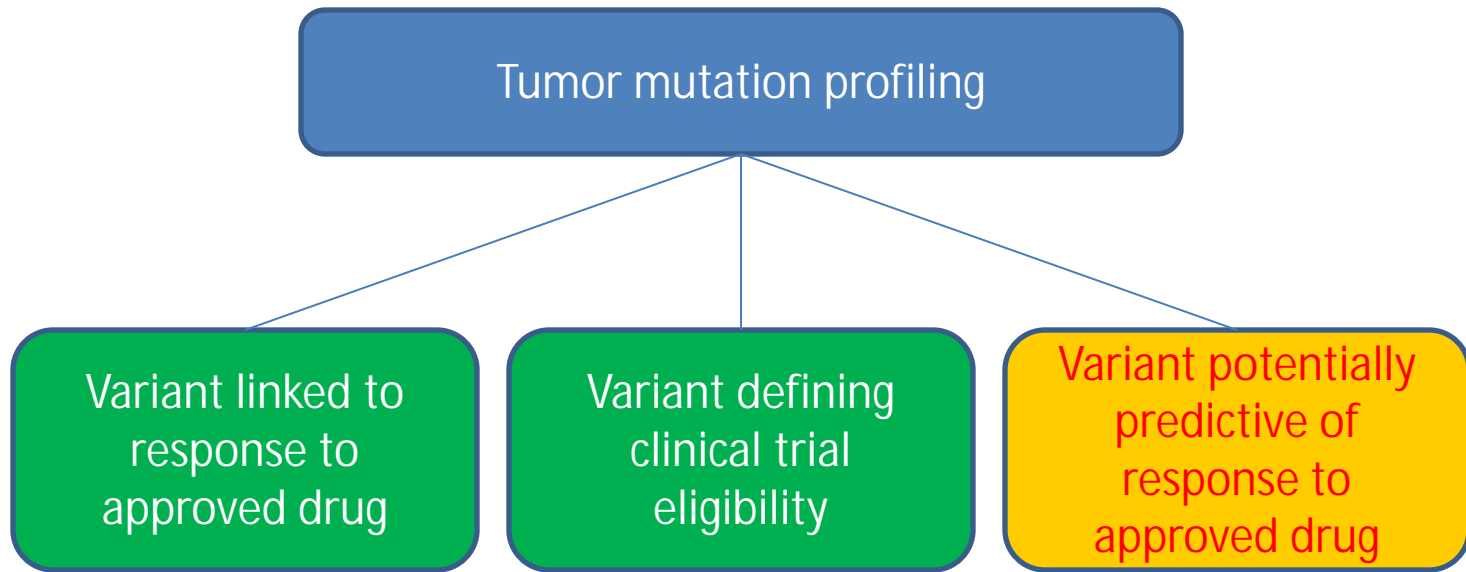 Tumor mutation profiling
Variant linked to
response to
approved drug
Variant defining
clinical trial
eligibility
Variant potentially
predictive of
response to
approved drug